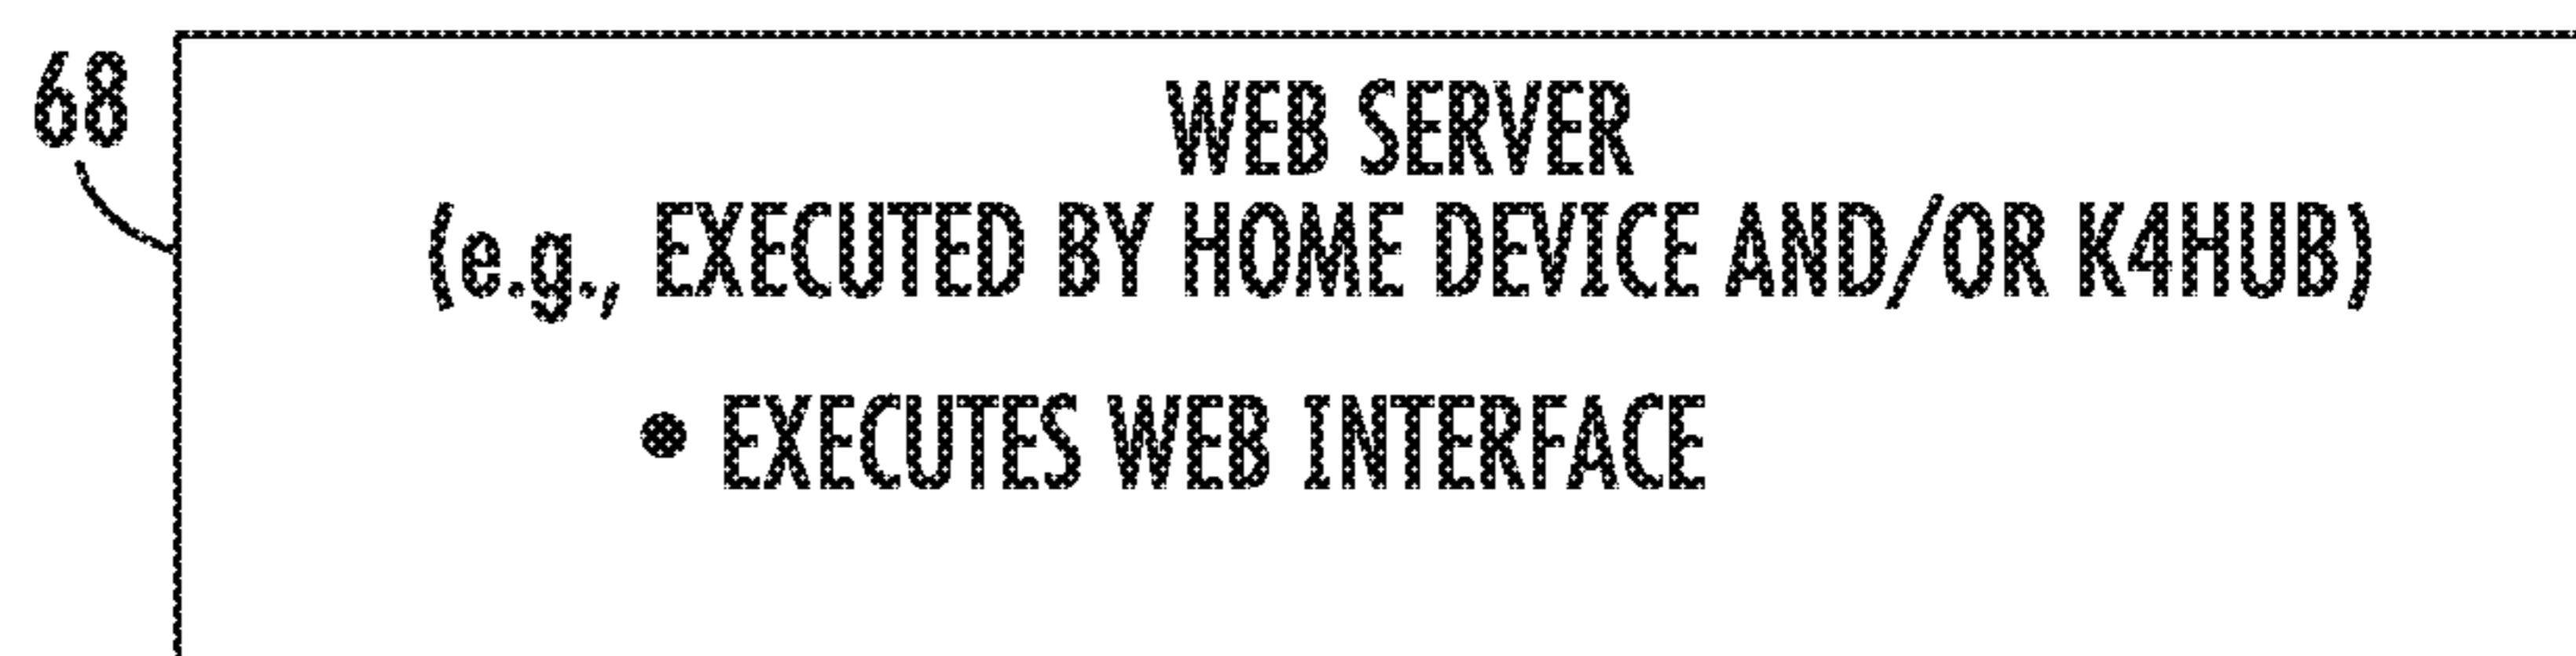 68
WEB SERVER
(e.g., EXECUTED BY HOME DEVICE AND/OR K4HUB)
• EXECUTES WEB INTERFACE